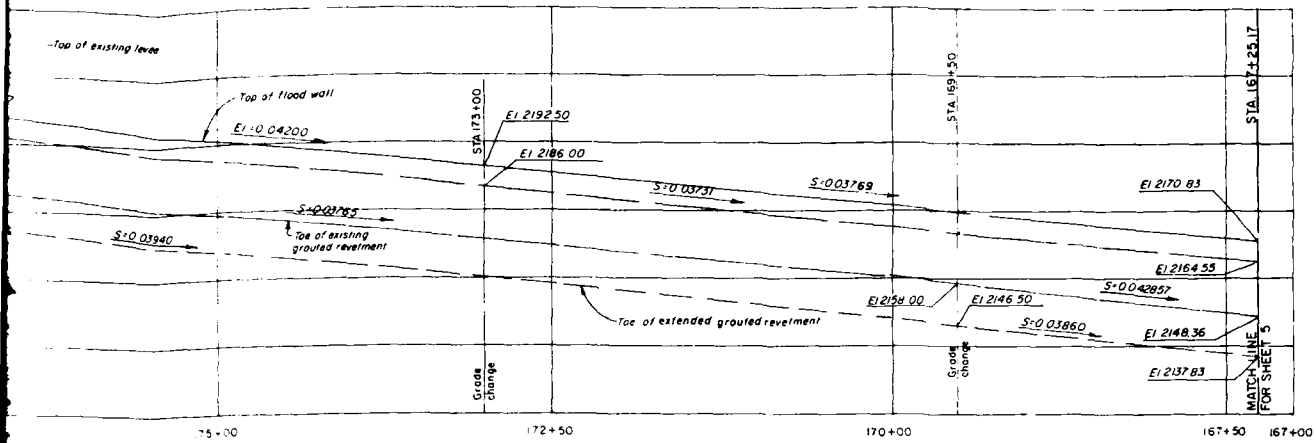 Top of existing levee
Top of flood wall
El = 0.04200
STA 173+00
El 2192.50
El 2186.00
STA 169+50
STA 167+25.17
S=0.03731
S=0.03769
El 2170.83
S=0.03765
Toe of existing
grouted revetment
S=0.03940
El 2164.55
S=0.042857
El 2158.00
El 2146.50
Toe of extended grouted revetment
S=0.03860
El 2148.36
El 2137.83
Grade
change
Grade
change
MATCH LINE
FOR SHEET 5
175+00
172+50
170+00
167+50
167+00